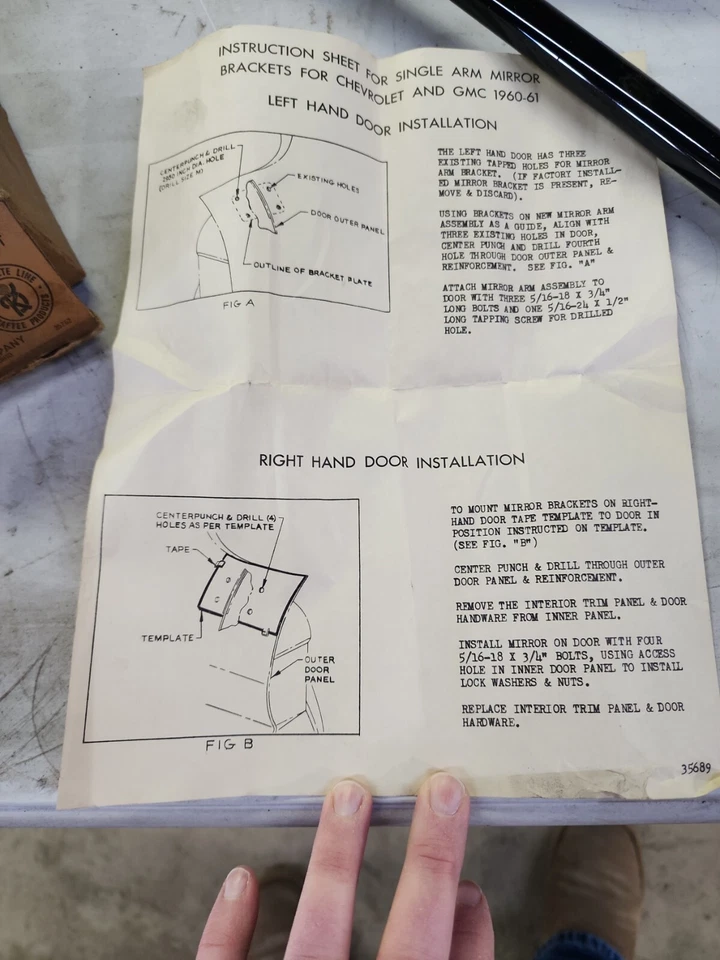 INSTRUCTION SHEET FOR SINGLE ARM MIRROR
BRACKETS FOR CHEVROLET AND GMC 1960-61
LEFT HAND DOOR INSTALLATION
CENTERPUNCH & DRILL
INCH DIA. HOLE
(DRILL SIZE M)
EXISTING HOLES
DOOR OUTER PANEL
OUTLINE OF BRACKET PLATE
FIG A
THE LEFT HAND DOOR HAS THREE
EXISTING TAPPED HOLES FOR MIRROR
ARM BRACKET. (IF FACTORY INSTALL-
ED MIRROR BRACKET IS PRESENT, RE-
MOVE & DISCARD).
USING BRACKETS ON NEW MIRROR ARM
ASSEMBLY AS A GUIDE, ALIGN WITH
THREE EXISTING HOLES IN DOOR,
CENTER PUNCH AND DRILL FOURTH
HOLE THROUGH DOOR OUTER PANEL &
REINFORCEMENT. SEE FIG. "A"
ATTACH MIRROR ARM ASSEMBLY TO
DOOR WITH THREE 5/16-18 X 3/4"
LONG BOLTS AND ONE 5/16-24 X 1/2"
LONG TAPPING SCREW FOR DRILLED
HOLE.
RIGHT HAND DOOR INSTALLATION
CENTERPUNCH & DRILL (4)
HOLES AS PER TEMPLATE
TAPE
TEMPLATE
OUTER
DOOR
PANEL
FIG B
TO MOUNT MIRROR BRACKETS ON RIGHT-
HAND DOOR TAPE TEMPLATE TO DOOR IN
POSITION INSTRUCTED ON TEMPLATE.
(SEE FIG. "B")
CENTER PUNCH & DRILL THROUGH OUTER
DOOR PANEL & REINFORCEMENT.
REMOVE THE INTERIOR TRIM PANEL & DOOR
HARDWARE FROM INNER PANEL.
INSTALL MIRROR ON DOOR WITH FOUR
5/16-18 X 3/4" BOLTS, USING ACCESS
HOLE IN INNER DOOR PANEL TO INSTALL
LOCK WASHERS & NUTS.
REPLACE INTERIOR TRIM PANEL & DOOR
HARDWARE.
35689
LINE
PRODUCTS